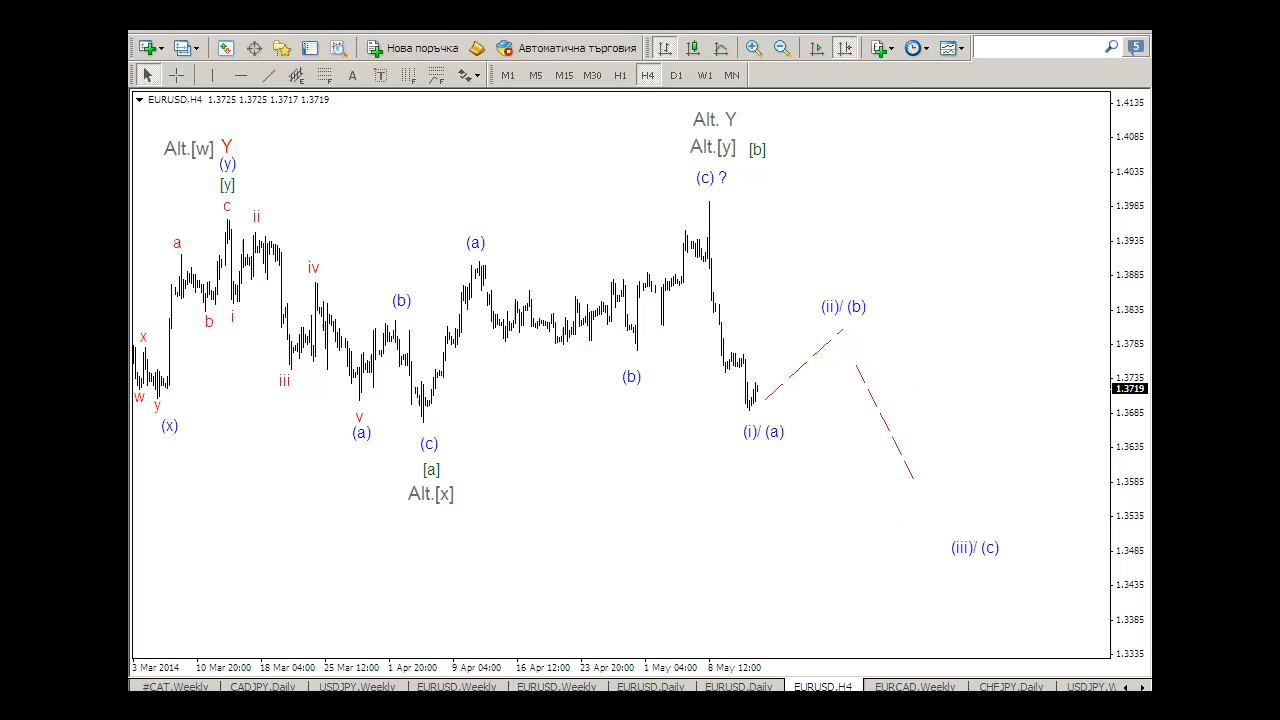 Нова поръчка
Автоматична търговия
5
A
T
F
F
M1 M5 M15 M30 H1 H4 D1 W1 MN
EURUSD,H4 1.3725 1.3725 1.3717 1.3719
Alt. Y
Alt.[w] Y
Alt.[y] [b]
(y)
[y]
(c) ?
c
ii
a
(a)
iv
(b)
(ii)/ (b)
b
i
x
iii
(b)
w
y
v
(x)
(a)
(i)/ (a)
(c)
[a]
Alt.[x]
(iii)/ (c)
1.4135
1.4085
1.4035
1.3985
1.3935
1.3885
1.3835
1.3785
1.3735
1.3719
1.3685
1.3635
1.3585
1.3535
1.3485
1.3435
1.3385
1.3335
3 Mar 2014 10 Mar 20:00 18 Mar 04:00 25 Mar 12:00 1 Apr 20:00 9 Apr 04:00 16 Apr 12:00 23 Apr 20:00 1 May 04:00 8 May 12:00
#CAT,Weekly CADJPY,Daily USDJPY,Weekly EURUSD,Weekly EURUSD,Weekly EURUSD,Daily EURUSD,Daily EURUSD,H4 EURCAD,Weekly CHFJPY,Daily USDJPY,W